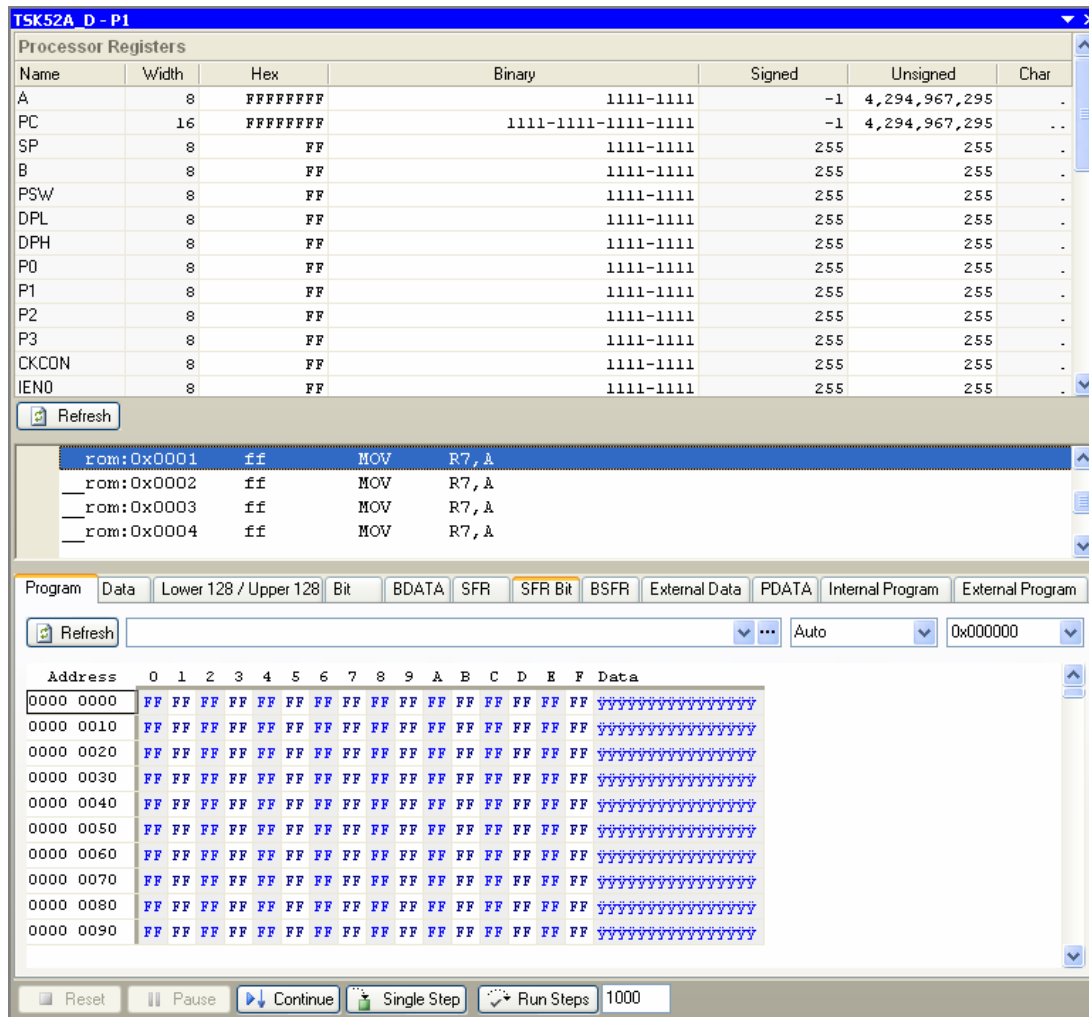 TSK52A_D - P1
Processor Registers
Name Width Hex Binary Signed Unsigned Char
A 8 FFFFFFFF 1111-1111 -1 4,294,967,295 .
PC 16 FFFFFFFF 1111-1111-1111-1111 -1 4,294,967,295 ..
SP 8 FF 1111-1111 255 255 .
B 8 FF 1111-1111 255 255 .
PSW 8 FF 1111-1111 255 255 .
DPL 8 FF 1111-1111 255 255 .
DPH 8 FF 1111-1111 255 255 .
P0 8 FF 1111-1111 255 255 .
P1 8 FF 1111-1111 255 255 .
P2 8 FF 1111-1111 255 255 .
P3 8 FF 1111-1111 255 255 .
CKCON 8 FF 1111-1111 255 255 .
IEN0 8 FF 1111-1111 255 255 .
Refresh
rom:0x0001 ff MOV R7,A
__rom:0x0002 ff MOV R7,A
__rom:0x0003 ff MOV R7,A
__rom:0x0004 ff MOV R7,A
Program Data Lower 128 / Upper 128 Bit BDATA SFR SFR Bit BSFR External Data PDATA Internal Program External Program
Refresh ... Auto 0x000000
Address 0 1 2 3 4 5 6 7 8 9 A B C D E F Data
0000 0000 FF FF FF FF FF FF FF FF FF FF FF FF FF FF FF FF ÿÿÿÿÿÿÿÿÿÿÿÿÿÿÿÿ
0000 0010 FF FF FF FF FF FF FF FF FF FF FF FF FF FF FF FF ÿÿÿÿÿÿÿÿÿÿÿÿÿÿÿÿ
0000 0020 FF FF FF FF FF FF FF FF FF FF FF FF FF FF FF FF ÿÿÿÿÿÿÿÿÿÿÿÿÿÿÿÿ
0000 0030 FF FF FF FF FF FF FF FF FF FF FF FF FF FF FF FF ÿÿÿÿÿÿÿÿÿÿÿÿÿÿÿÿ
0000 0040 FF FF FF FF FF FF FF FF FF FF FF FF FF FF FF FF ÿÿÿÿÿÿÿÿÿÿÿÿÿÿÿÿ
0000 0050 FF FF FF FF FF FF FF FF FF FF FF FF FF FF FF FF ÿÿÿÿÿÿÿÿÿÿÿÿÿÿÿÿ
0000 0060 FF FF FF FF FF FF FF FF FF FF FF FF FF FF FF FF ÿÿÿÿÿÿÿÿÿÿÿÿÿÿÿÿ
0000 0070 FF FF FF FF FF FF FF FF FF FF FF FF FF FF FF FF ÿÿÿÿÿÿÿÿÿÿÿÿÿÿÿÿ
0000 0080 FF FF FF FF FF FF FF FF FF FF FF FF FF FF FF FF ÿÿÿÿÿÿÿÿÿÿÿÿÿÿÿÿ
0000 0090 FF FF FF FF FF FF FF FF FF FF FF FF FF FF FF FF ÿÿÿÿÿÿÿÿÿÿÿÿÿÿÿÿ
Reset Pause Continue Single Step Run Steps 1000